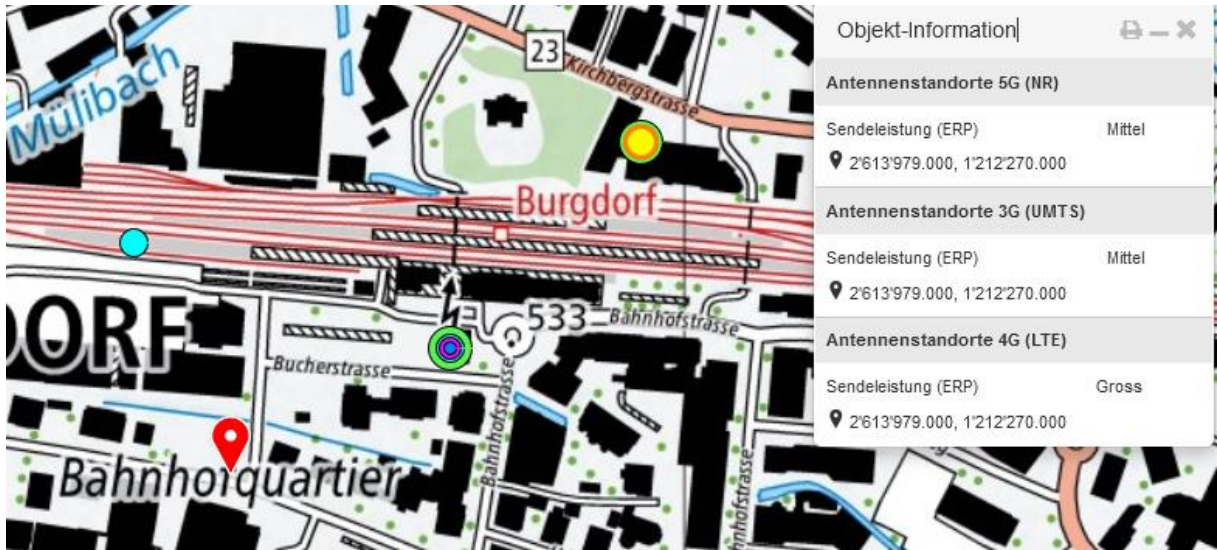 Objekt-Information
Antennenstandorte 5G (NR)
Sendeleistung (ERP) Mittel
2'613'979.000, 1'212'270.000
Antennenstandorte 3G (UMTS)
Sendeleistung (ERP) Mittel
2'613'979.000, 1'212'270.000
Antennenstandorte 4G (LTE)
Sendeleistung (ERP) Gross
2'613'979.000, 1'212'270.000
23
Kirchbergstrasse
Mülibach
Burgdorf
DORF
533
Bahnhofstrasse
Bucherstrasse
Bahnhofstrasse
Bahnhofquartier
nhofstrasse